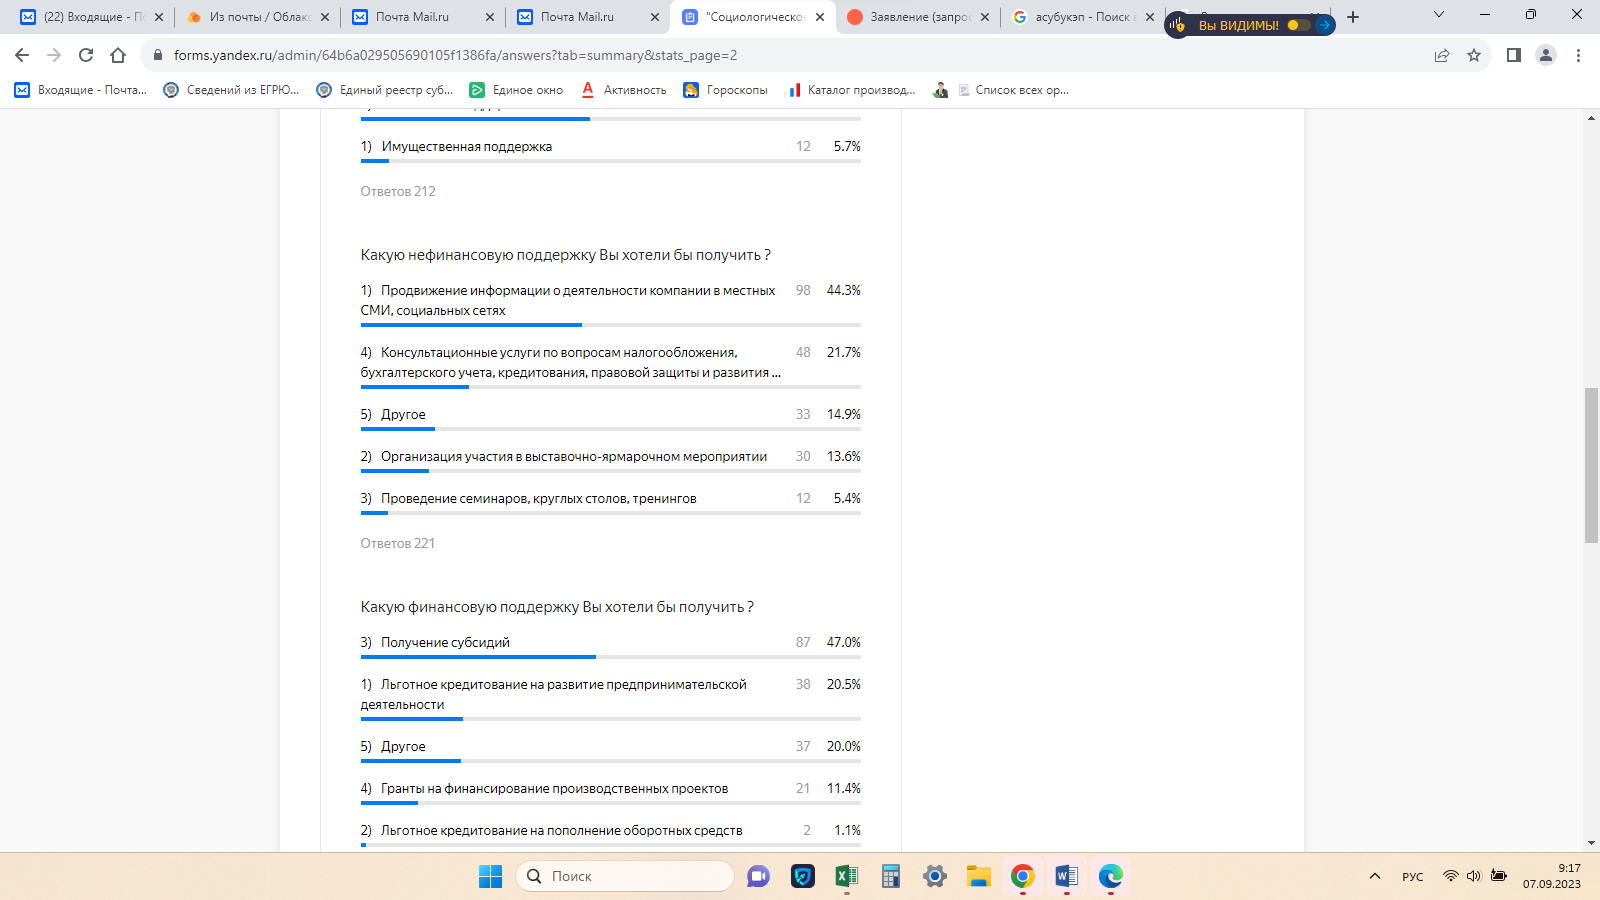 (22) Входящие - По
Из почты / Облако
Почта Mail.ru
Почта Mail.ru
"Социологическое
Заявление (запрос
асубукэп - Поиск в
Вы ВИДИМЫ!
forms.yandex.ru/admin/64b6a029505690105f1386fa/answers?tab=summary&stats_page=2
Входящие - Почта...
Сведений из ЕГРЮ...
Единый реестр суб...
Единое окно
Активность
Гороскопы
Каталог производ...
Список всех ор...
1) Имущественная поддержка 12 5.7%
Ответов 212
Какую нефинансовую поддержку Вы хотели бы получить ?
1) Продвижение информации о деятельности компании в местных 98 44.3%
СМИ, социальных сетях
4) Консультационные услуги по вопросам налогообложения, 48 21.7%
бухгалтерского учета, кредитования, правовой защиты и развития ...
5) Другое 33 14.9%
2) Организация участия в выставочно-ярмарочном мероприятии 30 13.6%
3) Проведение семинаров, круглых столов, тренингов 12 5.4%
Ответов 221
Какую финансовую поддержку Вы хотели бы получить ?
3) Получение субсидий 87 47.0%
1) Льготное кредитование на развитие предпринимательской 38 20.5%
деятельности
5) Другое 37 20.0%
4) Гранты на финансирование производственных проектов 21 11.4%
2) Льготное кредитование на пополнение оборотных средств 2 1.1%
Поиск
РУС
9:17
07.09.2023